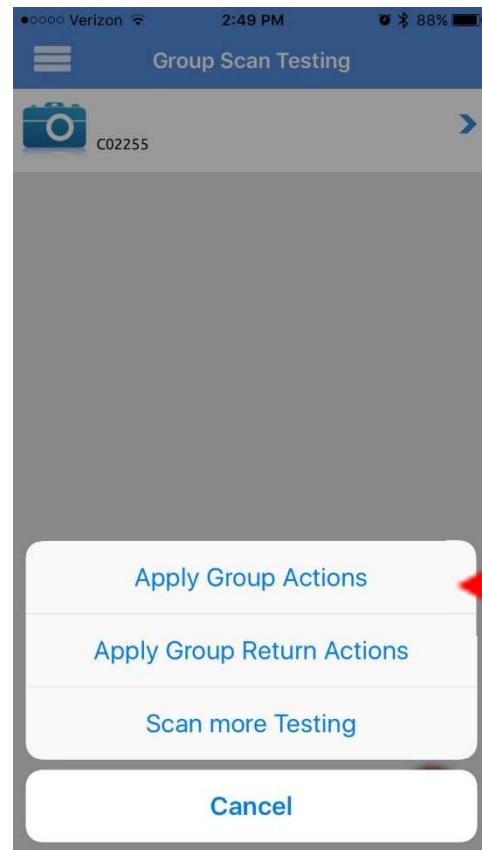 Verizon 2:49 PM 88%
Group Scan Testing
C02255
Apply Group Actions
Apply Group Return Actions
Scan more Testing
Cancel